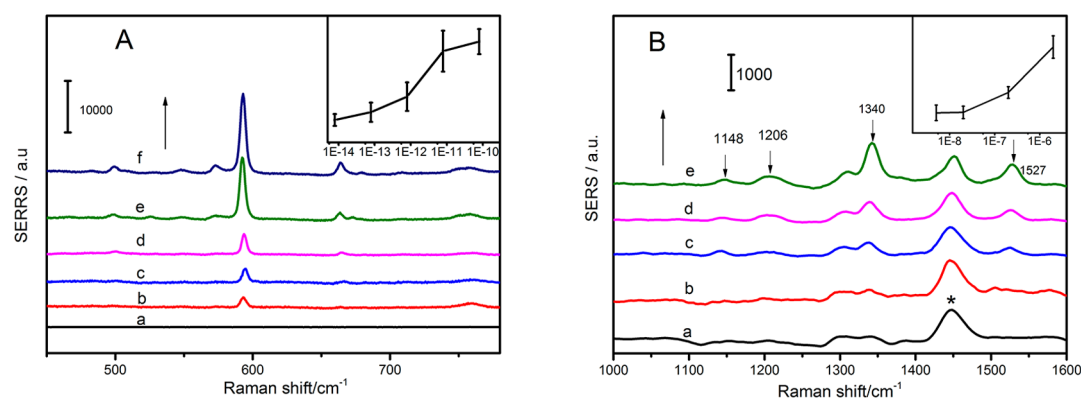 A
10000
f
e
d
c
b
a
1E-14 1E-13 1E-12 1E-11 1E-10
SERRS / a.u
500 600 700
Raman shift/cm-1
B
1000
1340
1148 1206
1527
e
d
c
b
a
*
1E-8 1E-7 1E-6
SERS / a.u
1000 1100 1200 1300 1400 1500 1600
Raman shift/cm-1